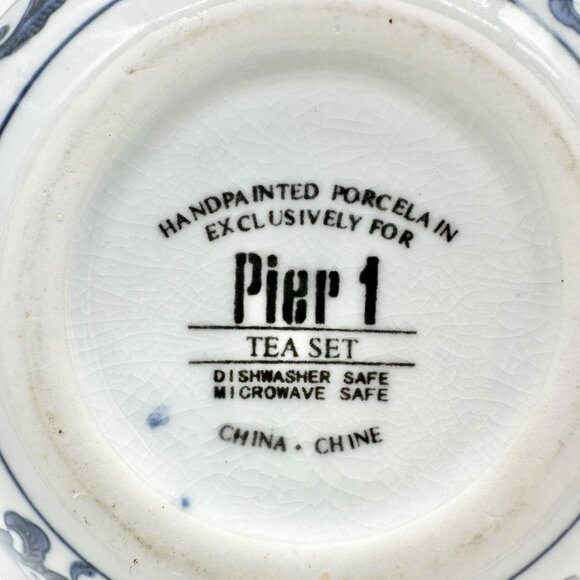 HANDPAINTED PORCELAIN
EXCLUSIVELY FOR
Pier 1
TEA SET
DISHWASHER SAFE
MICROWAVE SAFE
CHINA · CHINE